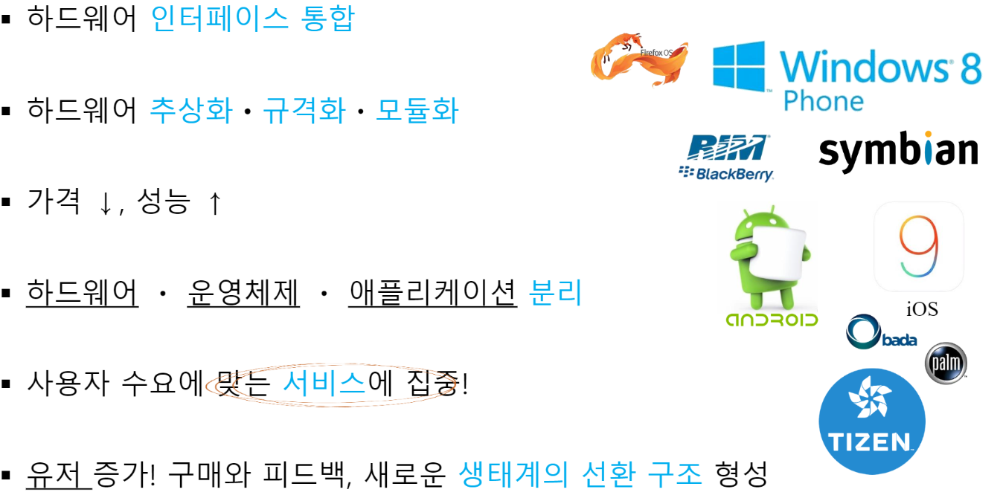 ▪ 하드웨어 인터페이스 통합
Firefox OS
Windows 8
Phone
▪ 하드웨어 추상화 • 규격화 • 모듈화
RIM
BlackBerry
symbian
▪ 가격 ↓, 성능 ↑
9
▪ 하드웨어 • 운영체제 • 애플리케이션 분리
iOS
ANDROID
bada
palm
▪ 사용자 수요에 맞는 서비스에 집중!
TIZEN
▪ 유저 증가! 구매와 피드백, 새로운 생태계의 선환 구조 형성